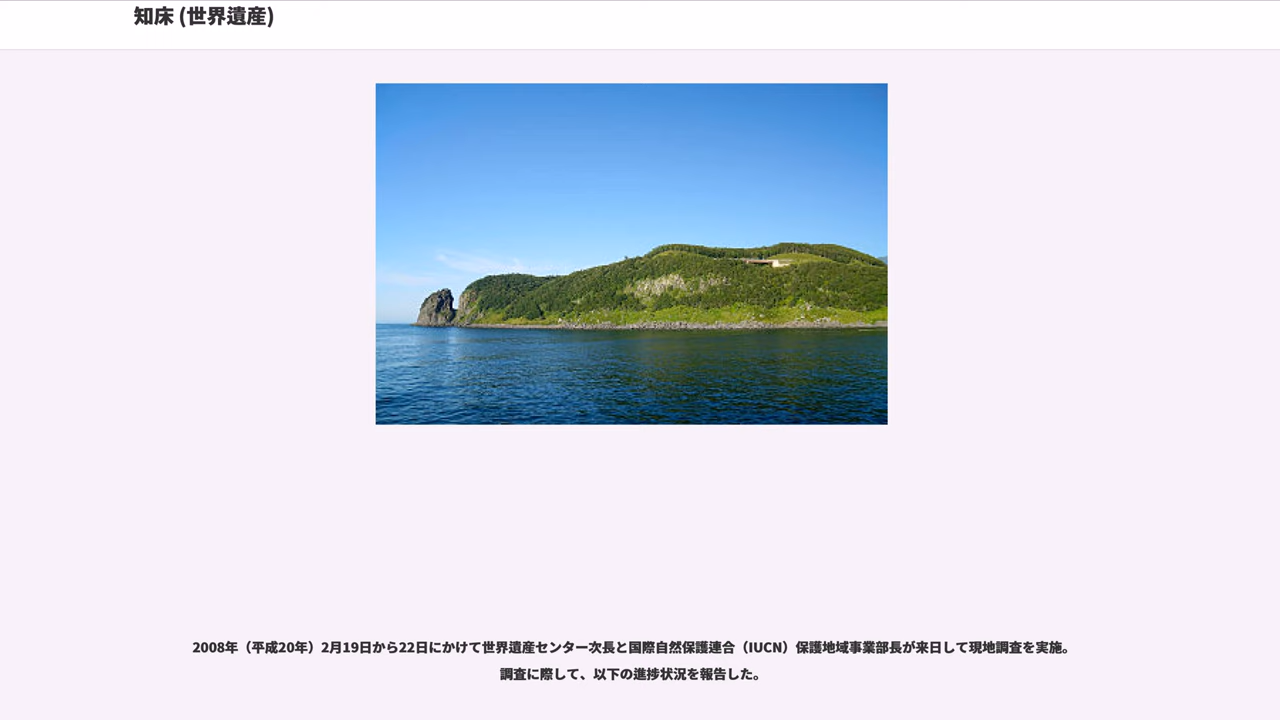 知床 (世界遺産)
2008年（平成20年）2月19日から22日にかけて世界遺産センター次長と国際自然保護連合（IUCN）保護地域事業部長が来日して現地調査を実施。
調査に際して、以下の進捗状況を報告した。